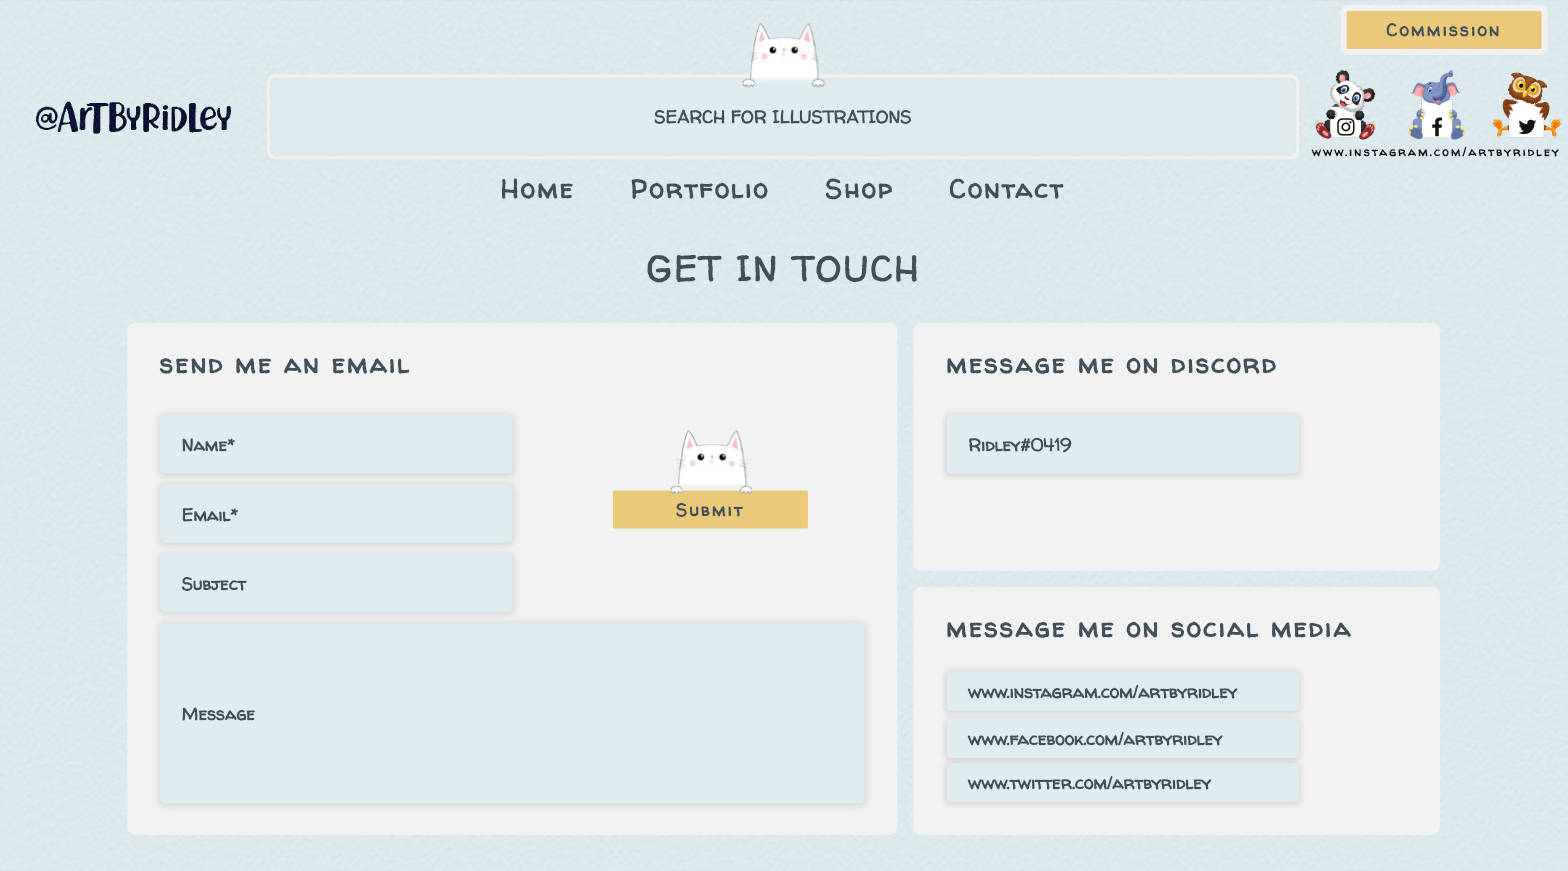 Commission
@ArtByRidley
SEARCH FOR ILLUSTRATIONS
www.instagram.com/artbyridley
Home Portfolio Shop Contact
GET IN TOUCH
SEND ME AN EMAIL
Name*
Email*
Subject
Message
Submit
MESSAGE ME ON DISCORD
Ridley#0419
MESSAGE ME ON SOCIAL MEDIA
www.instagram.com/artbyridley
www.facebook.com/artbyridley
www.twitter.com/artbyridley